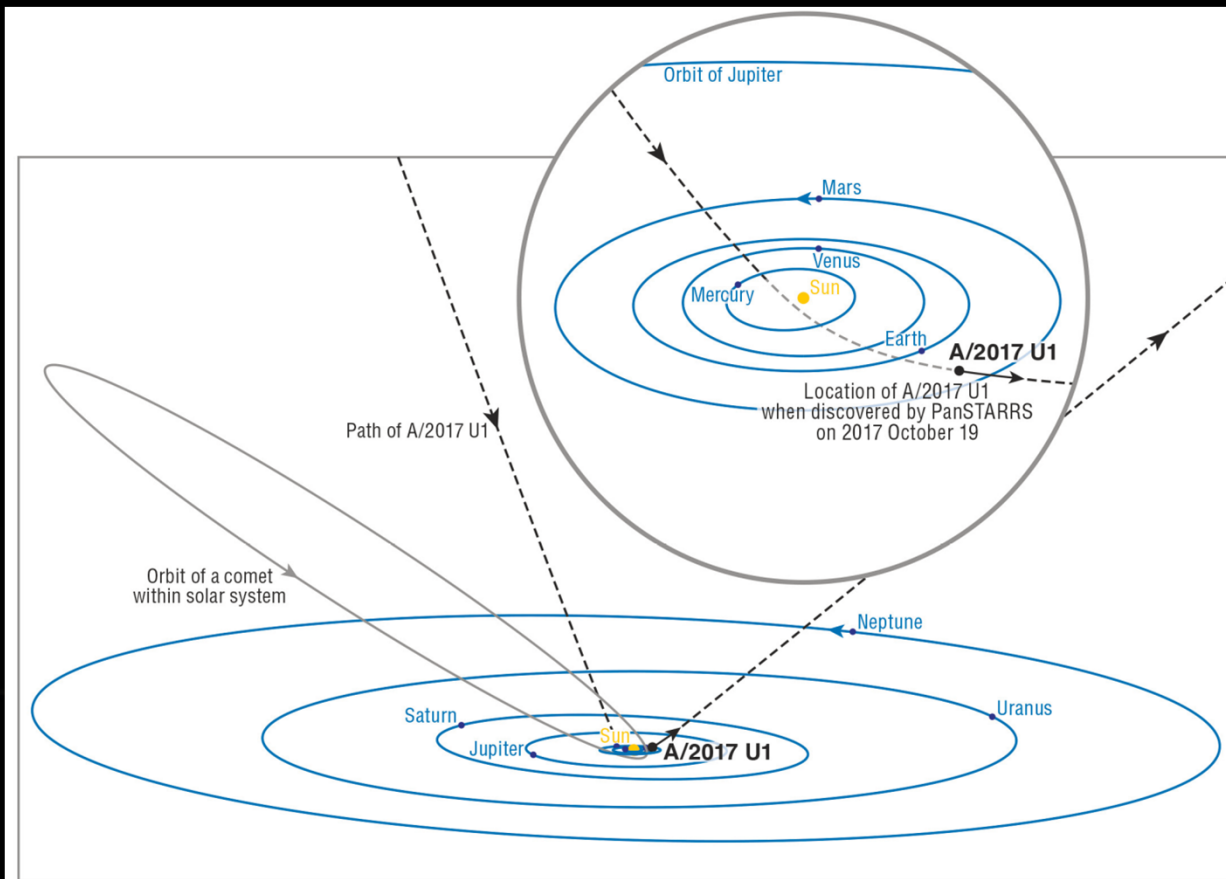 Orbit of Jupiter
Mars
Venus
Sun
Mercury
Earth
A/2017 U1
Location of A/2017 U1
when discovered by PanSTARRS
on 2017 October 19
Path of A/2017 U1
Orbit of a comet
within solar system
Neptune
Uranus
Saturn
Sun
Jupiter
A/2017 U1